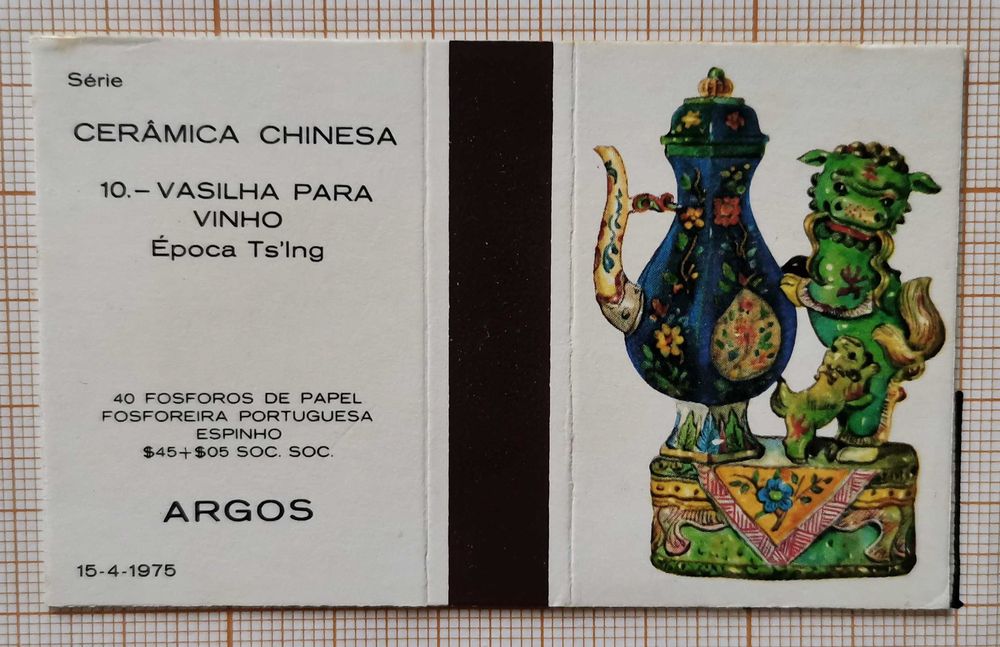 Série
CERÂMICA CHINESA
10.– VASILHA PARA
VINHO
Época Ts'Ing
40 FOSFOROS DE PAPEL
FOSFOREIRA PORTUGUESA
ESPINHO
$45+$05 SOC. SOC.
ARGOS
15-4-1975